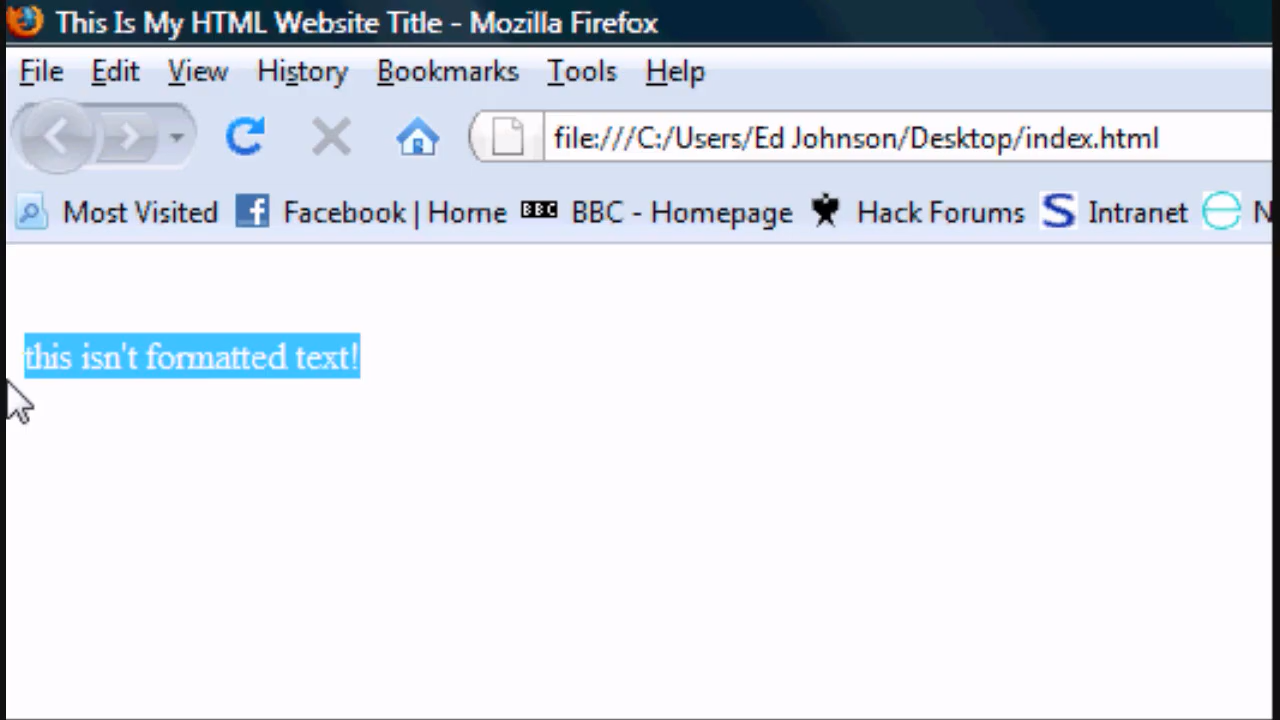 This Is My HTML Website Title - Mozilla Firefox
File Edit View History Bookmarks Tools Help
file:///C:/Users/Ed Johnson/Desktop/index.html
Most Visited Facebook | Home BBC BBC - Homepage Hack Forums Intranet N
this isn't formatted text!